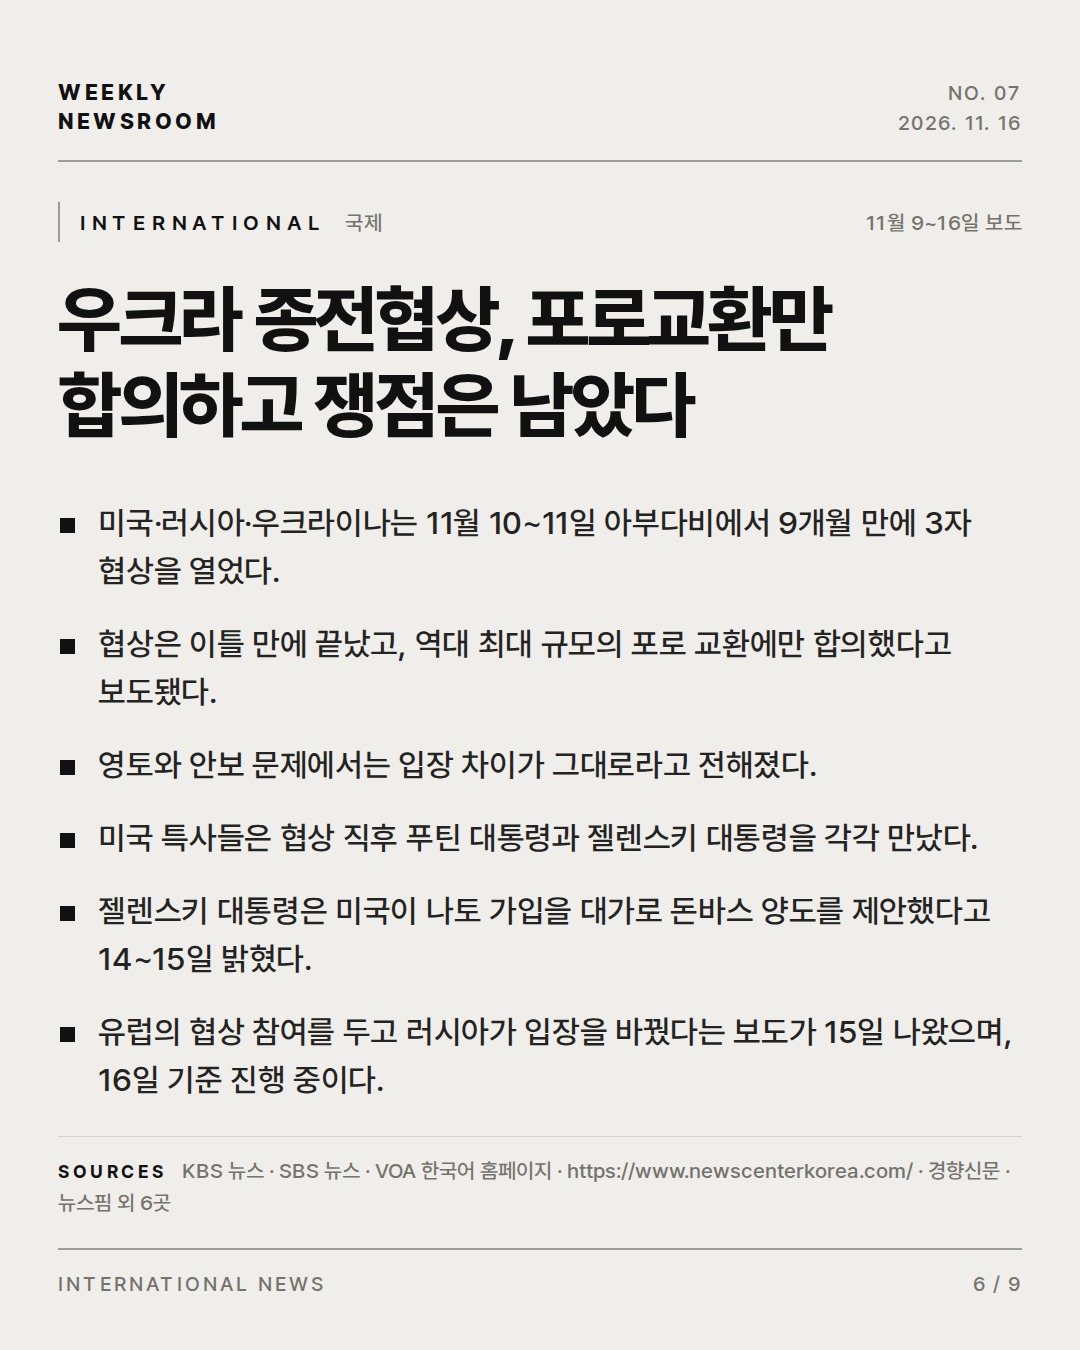 WEEKLY
NEWSROOM
NO. 07
2026. 11. 16
INTERNATIONAL 국제
11월 9~16일 보도
우크라 종전협상, 포로교환만
합의하고 쟁점은 남았다
■ 미국·러시아·우크라이나는 11월 10~11일 아부다비에서 9개월 만에 3자
협상을 열었다.
■ 협상은 이틀 만에 끝났고, 역대 최대 규모의 포로 교환에만 합의했다고
보도됐다.
■ 영토와 안보 문제에서는 입장 차이가 그대로라고 전해졌다.
■ 미국 특사들은 협상 직후 푸틴 대통령과 젤렌스키 대통령을 각각 만났다.
■ 젤렌스키 대통령은 미국이 나토 가입을 대가로 돈바스 양도를 제안했다고
14~15일 밝혔다.
■ 유럽의 협상 참여를 두고 러시아가 입장을 바꿨다는 보도가 15일 나왔으며,
16일 기준 진행 중이다.
SOURCES KBS 뉴스 · SBS 뉴스 · VOA 한국어 홈페이지 · https://www.newscenterkorea.com/ · 경향신문 ·
뉴스핌 외 6곳
INTERNATIONAL NEWS
6 / 9